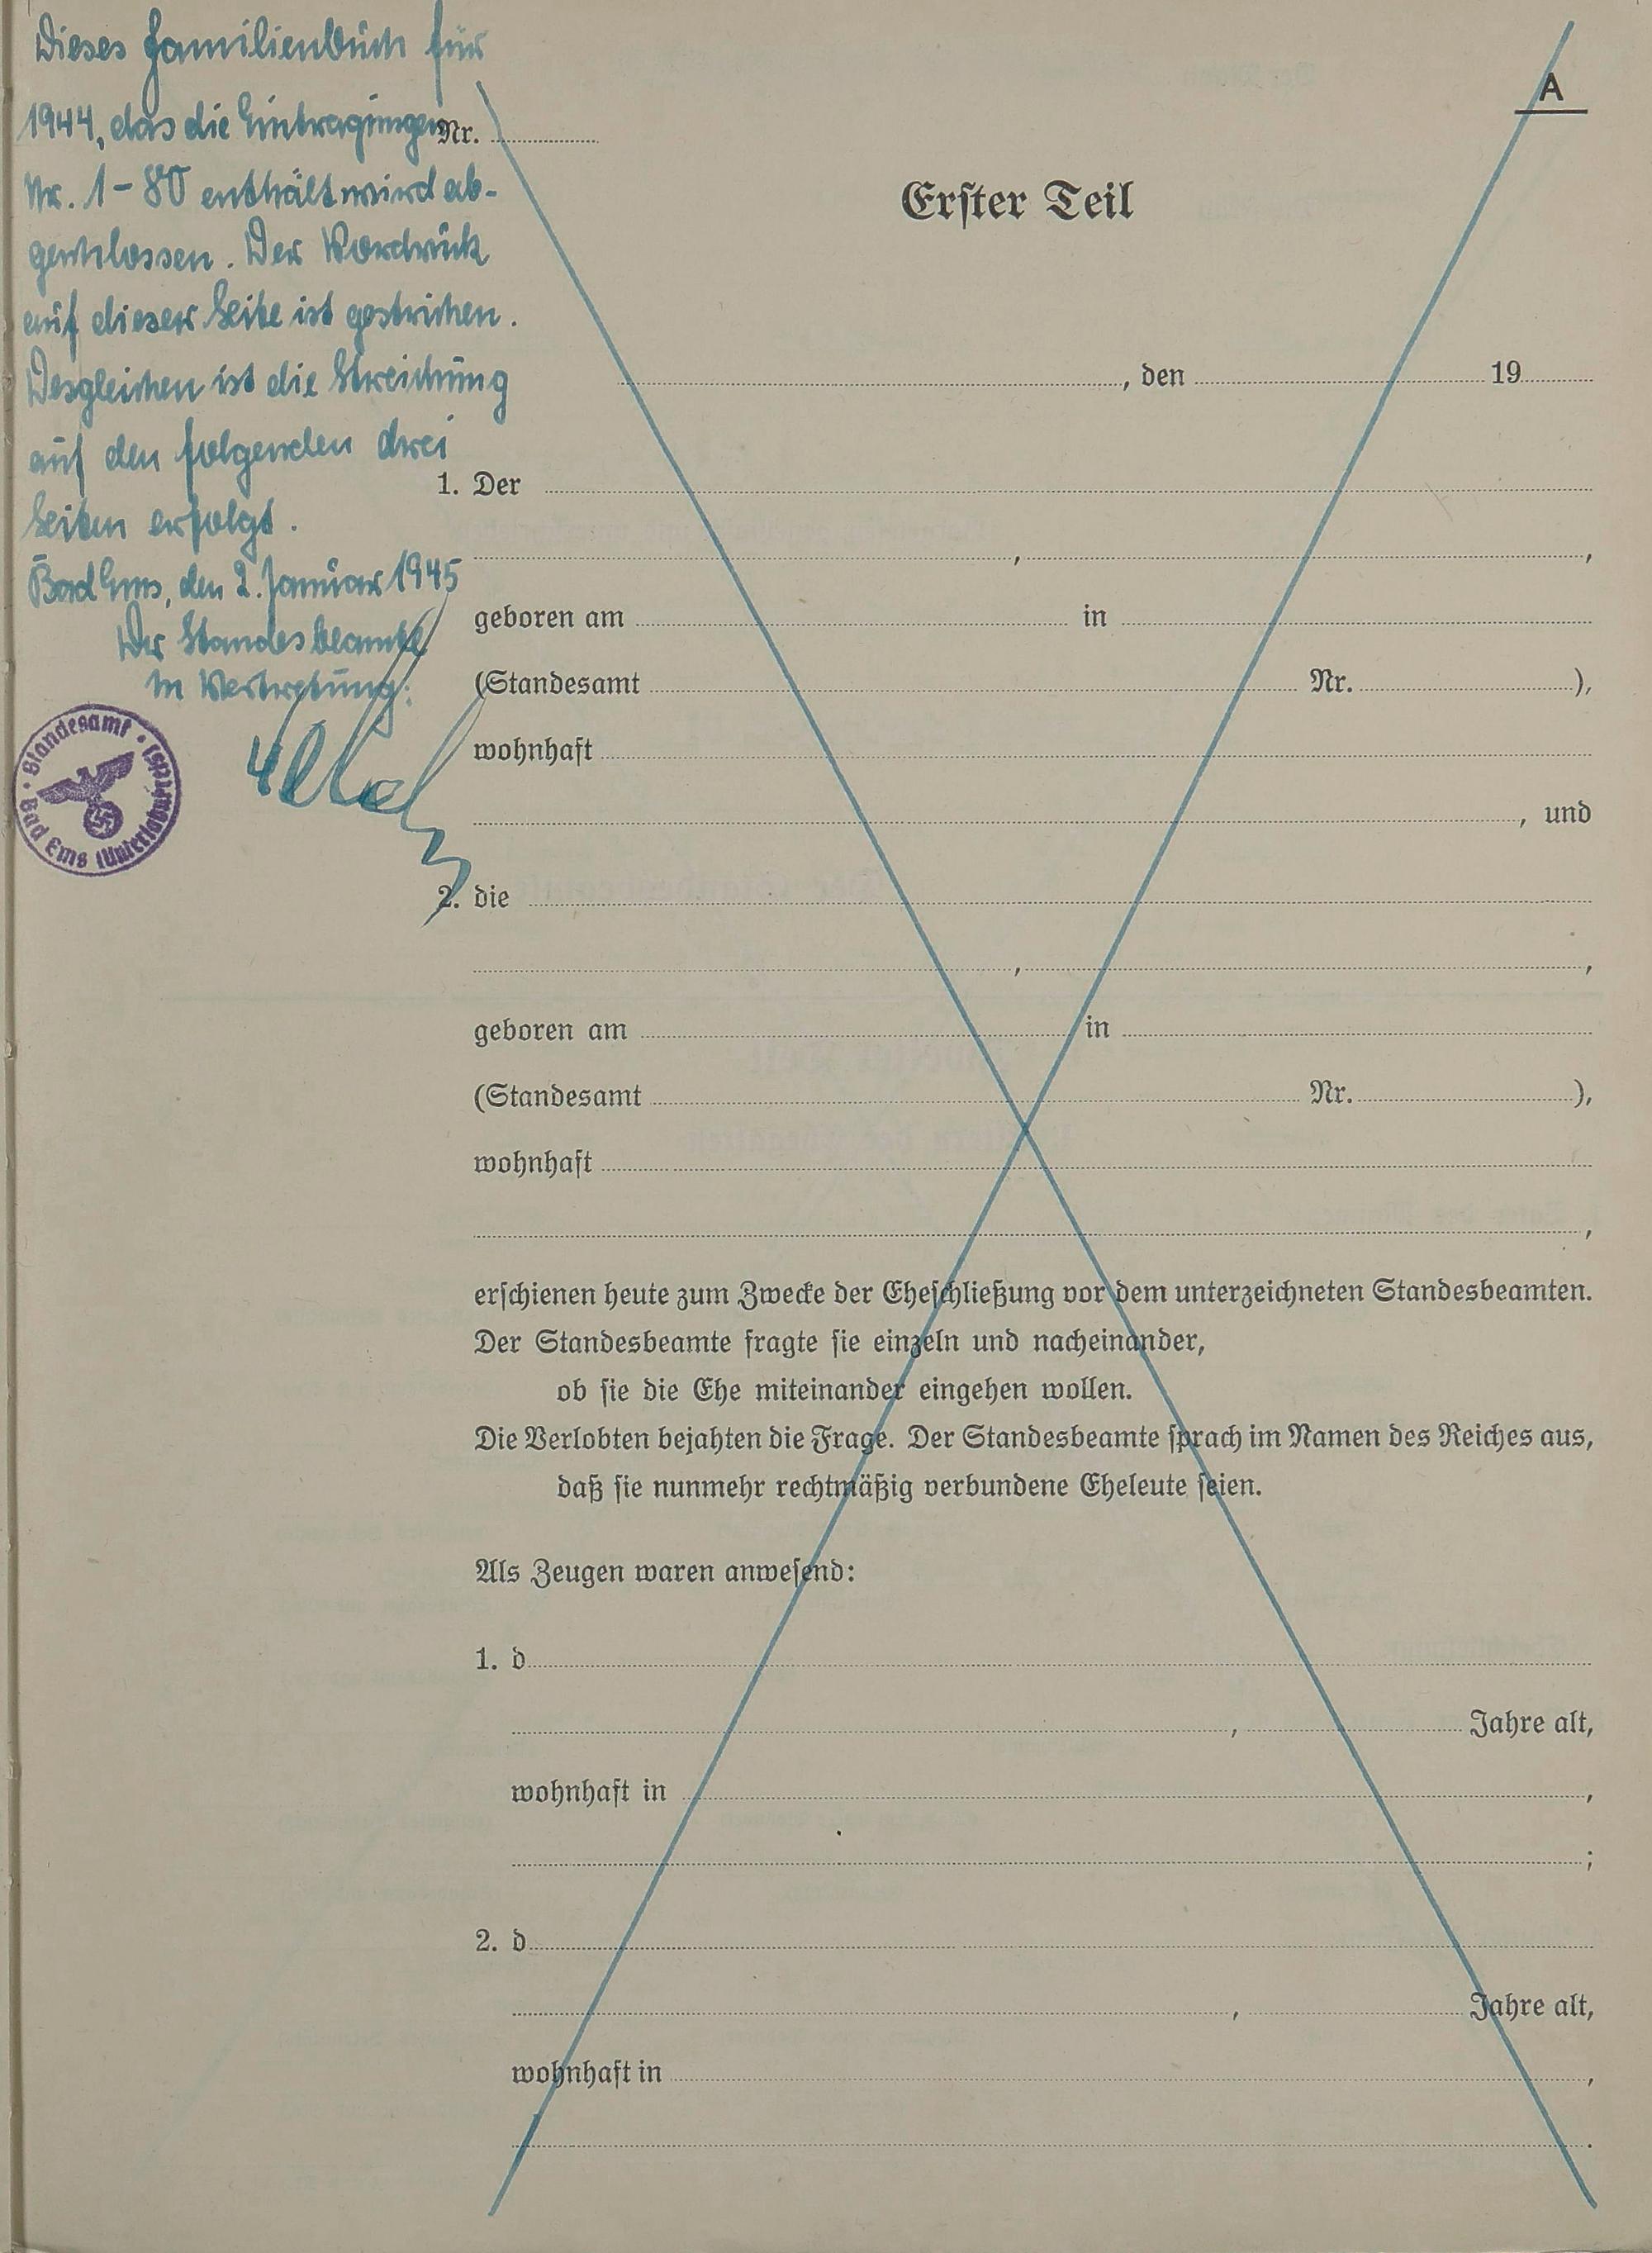 Dieses Familienbuch für
1944, das die Eintragungen
Nr. 1-80 enthält wird ab-
geschlossen. Der Vordruck
auf dieser Seite ist gestrichen.
Desgleichen ist die Streichung
auf den folgenden drei
Seiten erfolgt.
Bad Ems, den 2. Januar 1945
Der Standesbeamte
In Vertretung:
Standesamt
Bad Ems (Unterlahnkreis)
A
Nr.
Erſter Teil
, den 19
1. Der
, ,
geboren am in
(Standesamt Nr. ),
wohnhaft
, und
2. die
, ,
geboren am in
(Standesamt Nr. ),
wohnhaft
,
erſchienen heute zum Zwecke der Eheſchließung vor dem unterzeichneten Standesbeamten.
Der Standesbeamte fragte ſie einzeln und nacheinander,
ob ſie die Ehe miteinander eingehen wollen.
Die Verlobten bejahten die Frage. Der Standesbeamte ſprach im Namen des Reiches aus,
daß ſie nunmehr rechtmäßig verbundene Eheleute ſeien.
Als Zeugen waren anweſend:
1. d
, Jahre alt,
wohnhaft in ,
;
2. d
, Jahre alt,
wohnhaft in ,
.